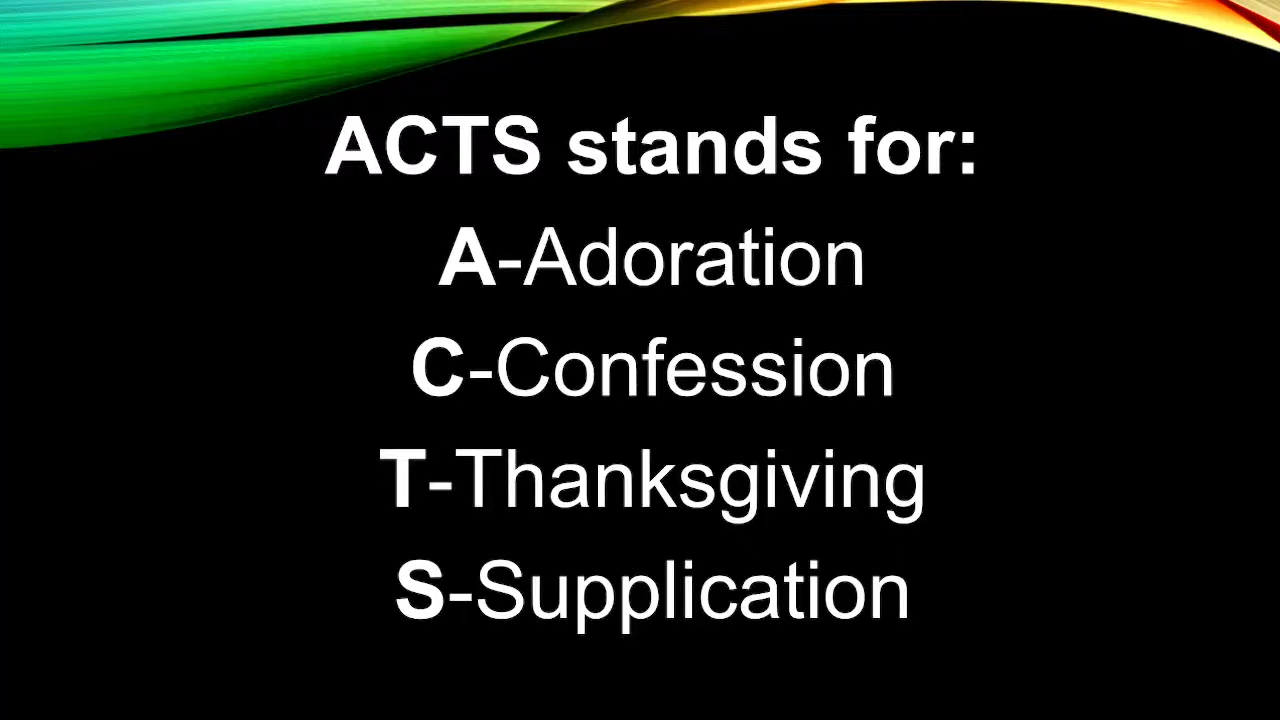 ACTS stands for:
A-Adoration
C-Confession
T-Thanksgiving
S-Supplication